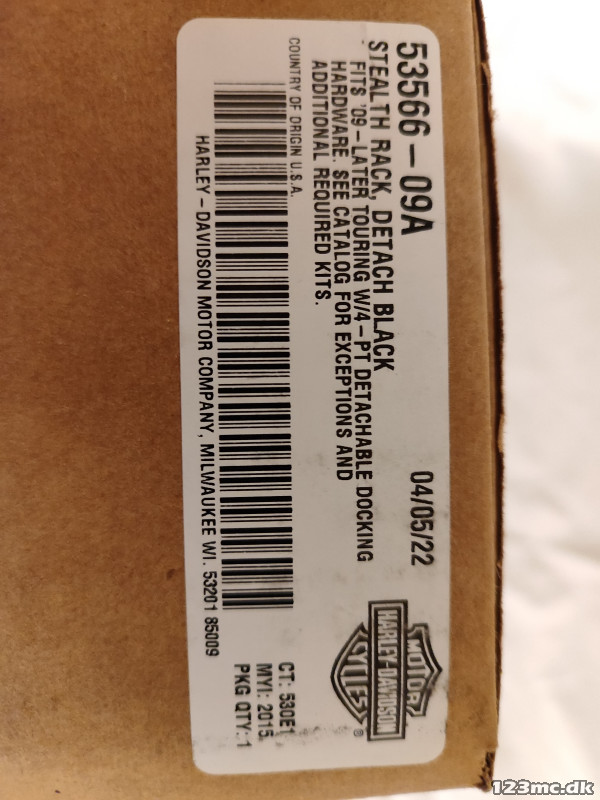 53566-09A 04/05/22
STEALTH RACK, DETACH BLACK
FITS '09-LATER TOURING W/4-PT DETACHABLE DOCKING
HARDWARE. SEE CATALOG FOR EXCEPTIONS AND
ADDITIONAL REQUIRED KITS.
COUNTRY OF ORIGIN U.S.A.
HARLEY-DAVIDSON MOTOR COMPANY, MILWAUKEE WI. 53201 85009
MOTOR
HARLEY-DAVIDSON
CYCLES
®
CT: 530E1
MYI: 2015
PKG QTY:1
123mc.dk